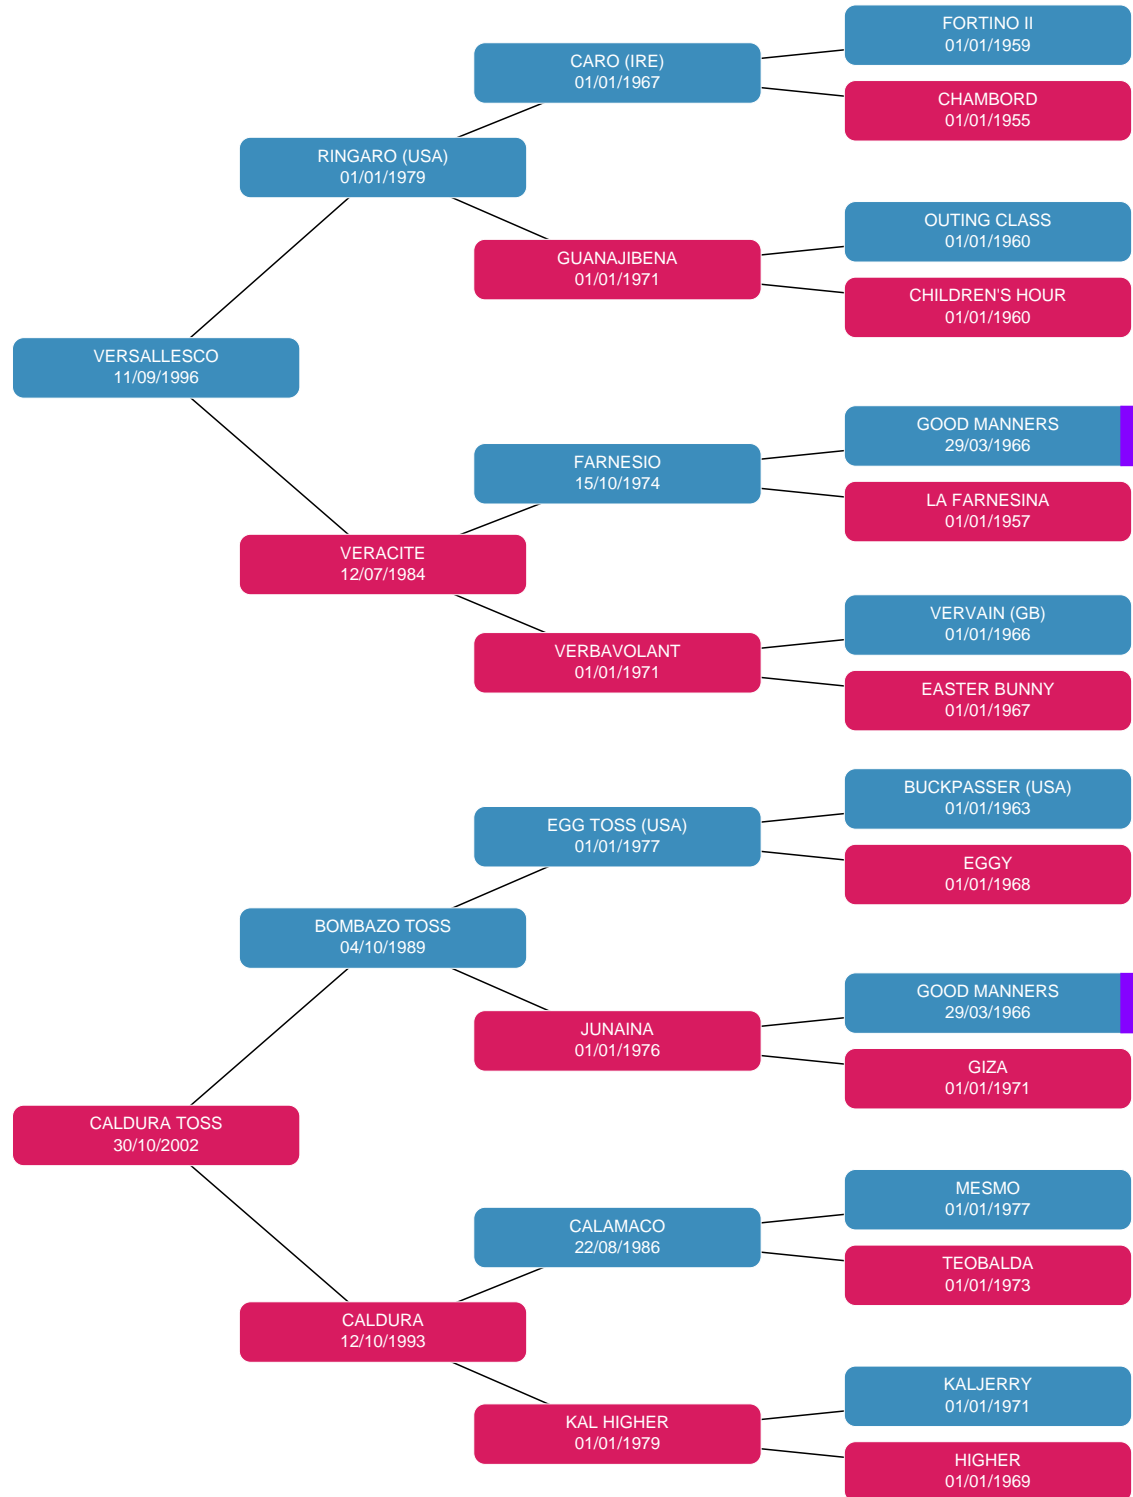 FORTINO II
01/01/1959
CARO (IRE)
01/01/1967
CHAMBORD
01/01/1955
RINGARO (USA)
01/01/1979
OUTING CLASS
01/01/1960
GUANAJIBENA
01/01/1971
CHILDREN'S HOUR
01/01/1960
VERSALLESCO
11/09/1996
GOOD MANNERS
29/03/1966
FARNESIO
15/10/1974
LA FARNESINA
01/01/1957
VERACITE
12/07/1984
VERVAIN (GB)
01/01/1966
VERBAVOLANT
01/01/1971
EASTER BUNNY
01/01/1967
BUCKPASSER (USA)
01/01/1963
EGG TOSS (USA)
01/01/1977
EGGY
01/01/1968
BOMBAZO TOSS
04/10/1989
GOOD MANNERS
29/03/1966
JUNAINA
01/01/1976
GIZA
01/01/1971
CALDURA TOSS
30/10/2002
MESMO
01/01/1977
CALAMACO
22/08/1986
TEOBALDA
01/01/1973
CALDURA
12/10/1993
KALJERRY
01/01/1971
KAL HIGHER
01/01/1979
HIGHER
01/01/1969